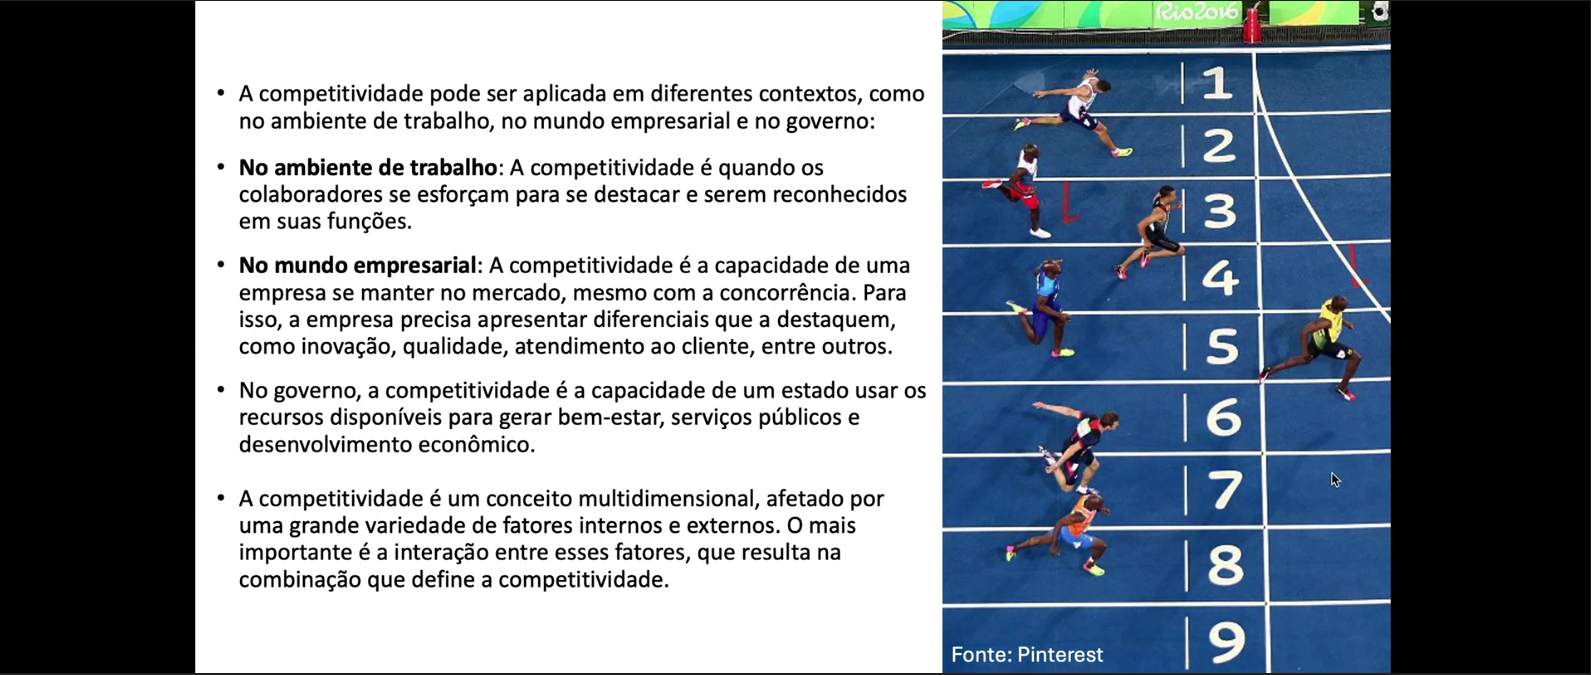 • A competitividade pode ser aplicada em diferentes contextos, como
no ambiente de trabalho, no mundo empresarial e no governo:
• No ambiente de trabalho: A competitividade é quando os
colaboradores se esforçam para se destacar e serem reconhecidos
em suas funções.
• No mundo empresarial: A competitividade é a capacidade de uma
empresa se manter no mercado, mesmo com a concorrência. Para
isso, a empresa precisa apresentar diferenciais que a destaquem,
como inovação, qualidade, atendimento ao cliente, entre outros.
• No governo, a competitividade é a capacidade de um estado usar os
recursos disponíveis para gerar bem-estar, serviços públicos e
desenvolvimento econômico.
• A competitividade é um conceito multidimensional, afetado por
uma grande variedade de fatores internos e externos. O mais
importante é a interação entre esses fatores, que resulta na
combinação que define a competitividade.
Rio2016
1
2
3
4
5
6
7
8
9
Fonte: Pinterest